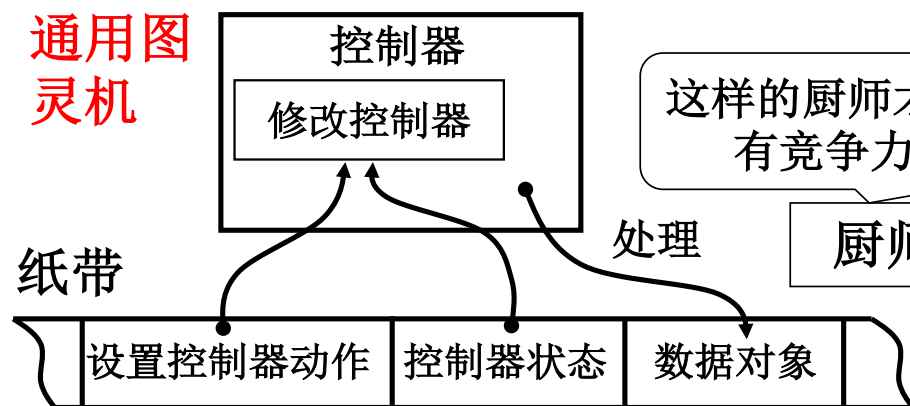 通用图
灵机
控制器
修改控制器
这样的厨师
有竞争力
处理
厨师
纸带
设置控制器动作
控制器状态
数据对象